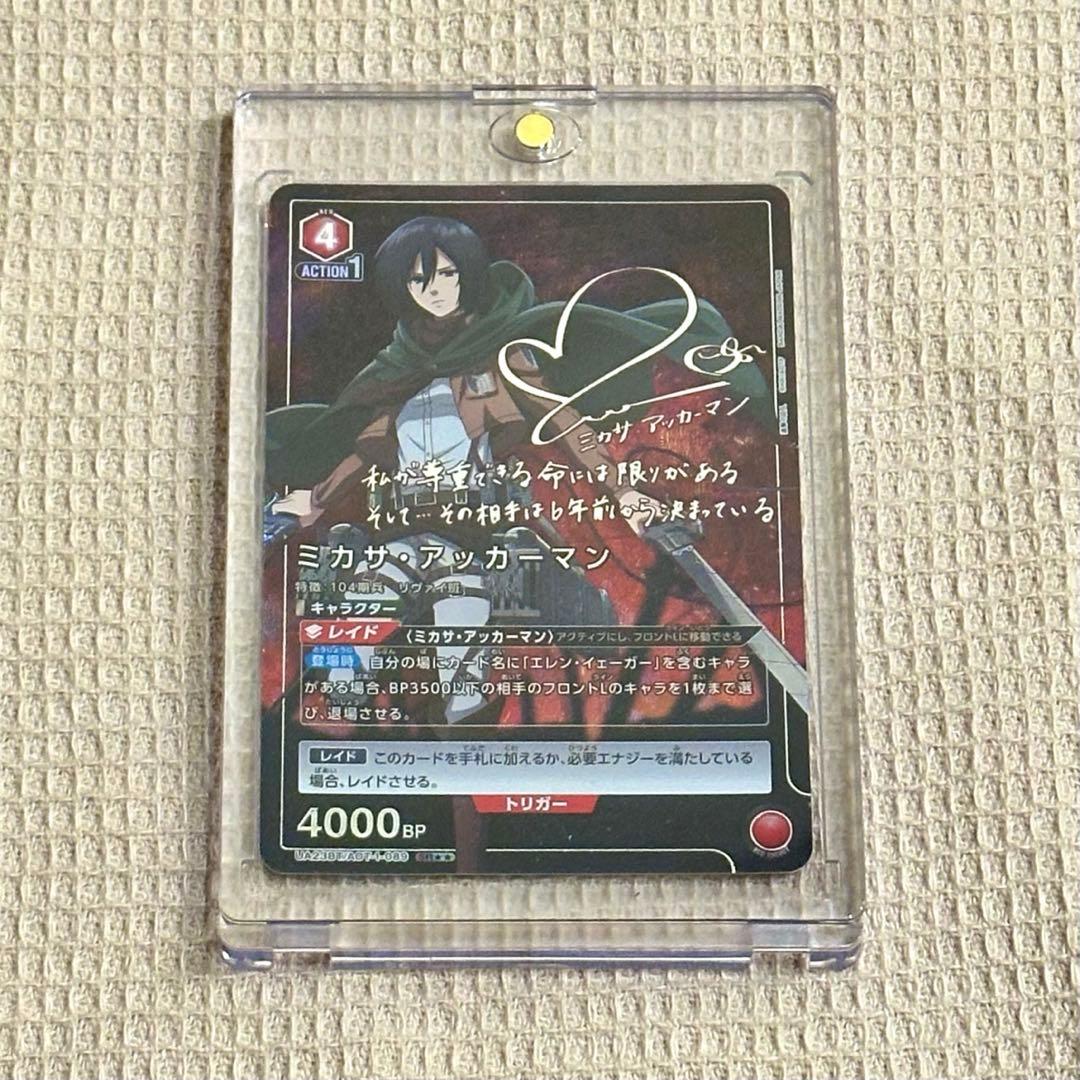 RED
4
ACTION1
ミカサ アッカーマン
私が尊重できる命には限りがある
そして…その相手は6年前から決まっている
ミカサ・アッカーマン
特徴:104期兵 リヴァイ班
キャラクター
レイド 〈ミカサ・アッカーマン〉アクティブにし、フロントLに移動できる
登場時 自分の場にカード名に「エレン・イェーガー」を含むキャラ
がある場合、BP3500以下の相手のフロントLのキャラを1枚まで選
び、退場させる。
レイド このカードを手札に加えるか、必要エナジーを満たしている
場合、レイドさせる。
トリガー
4000BP
UA23BT/AOT-1-089 SR★★